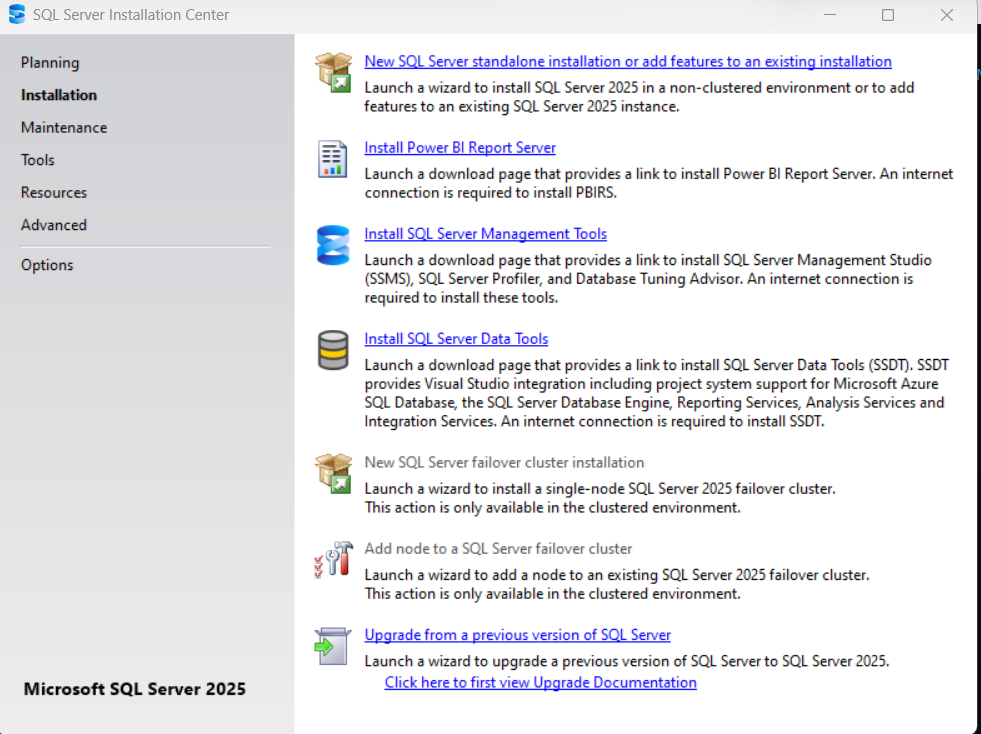 SQL Server Installation Center
Planning
Installation
Maintenance
Tools
Resources
Advanced
Options
Microsoft SQL Server 2025
New SQL Server standalone installation or add features to an existing installation
Launch a wizard to install SQL Server 2025 in a non-clustered environment or to add
features to an existing SQL Server 2025 instance.
Install Power BI Report Server
Launch a download page that provides a link to install Power BI Report Server. An internet
connection is required to install PBIRS.
Install SQL Server Management Tools
Launch a download page that provides a link to install SQL Server Management Studio
(SSMS), SQL Server Profiler, and Database Tuning Advisor. An internet connection is
required to install these tools.
Install SQL Server Data Tools
Launch a download page that provides a link to install SQL Server Data Tools (SSDT). SSDT
provides Visual Studio integration including project system support for Microsoft Azure
SQL Database, the SQL Server Database Engine, Reporting Services, Analysis Services and
Integration Services. An internet connection is required to install SSDT.
New SQL Server failover cluster installation
Launch a wizard to install a single-node SQL Server 2025 failover cluster.
This action is only available in the clustered environment.
Add node to a SQL Server failover cluster
Launch a wizard to add a node to an existing SQL Server 2025 failover cluster.
This action is only available in the clustered environment.
Upgrade from a previous version of SQL Server
Launch a wizard to upgrade a previous version of SQL Server to SQL Server 2025.
Click here to first view Upgrade Documentation